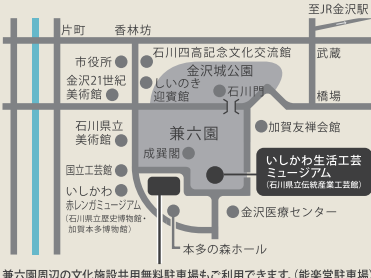 至JR金沢駅
片町
香林坊
武蔵
市役所
石川四高記念文化交流館
金沢21世紀
美術館
しいのき
迎賓館
金沢城公園
石川門
橋場
石川県立
美術館
兼六園
加賀友禅会館
成巽閣
国立工芸館
いしかわ生活工芸
ミュージアム
(石川県立伝統産業工芸館)
いしかわ
赤レンガミュージアム
(石川県立歴史博物館・
加賀本多博物館)
金沢医療センター
本多の森ホール
兼六園周辺の文化施設共用無料駐車場もご利用できます。(能楽堂駐車場)